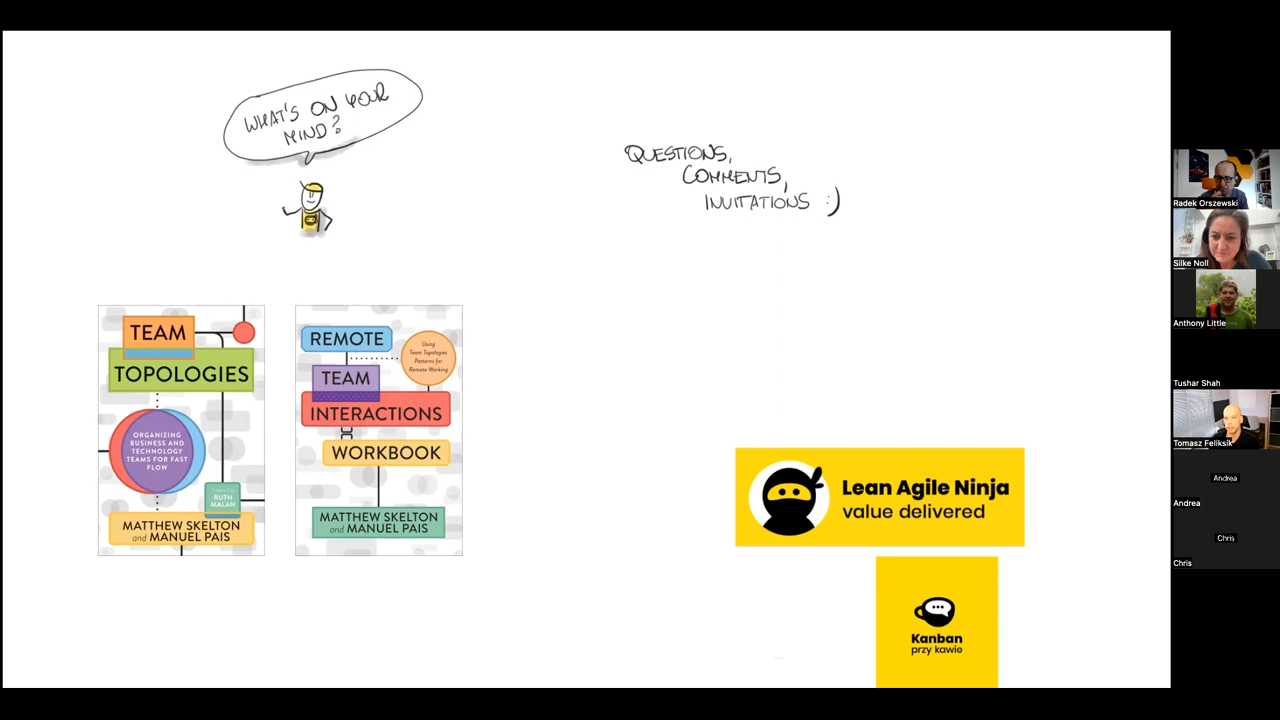 WHAT'S ON YOUR
MIND?
QUESTIONS,
COMMENTS,
INVITATIONS :)
TEAM
TOPOLOGIES
ORGANIZING
BUSINESS AND
TECHNOLOGY
TEAMS FOR FAST
FLOW
RUTH
MALAN
MATTHEW SKELTON
and MANUEL PAIS
REMOTE
Using
Team Topologies
Patterns for
Remote Working
TEAM
INTERACTIONS
WORKBOOK
MATTHEW SKELTON
and MANUEL PAIS
Lean Agile Ninja
value delivered
Kanban
przy kawie
Radek Orszewski
Silke Noll
Anthony Little
Tushar Shah
Tomasz Feliksik
Andrea
Andrea
Chris
Chris